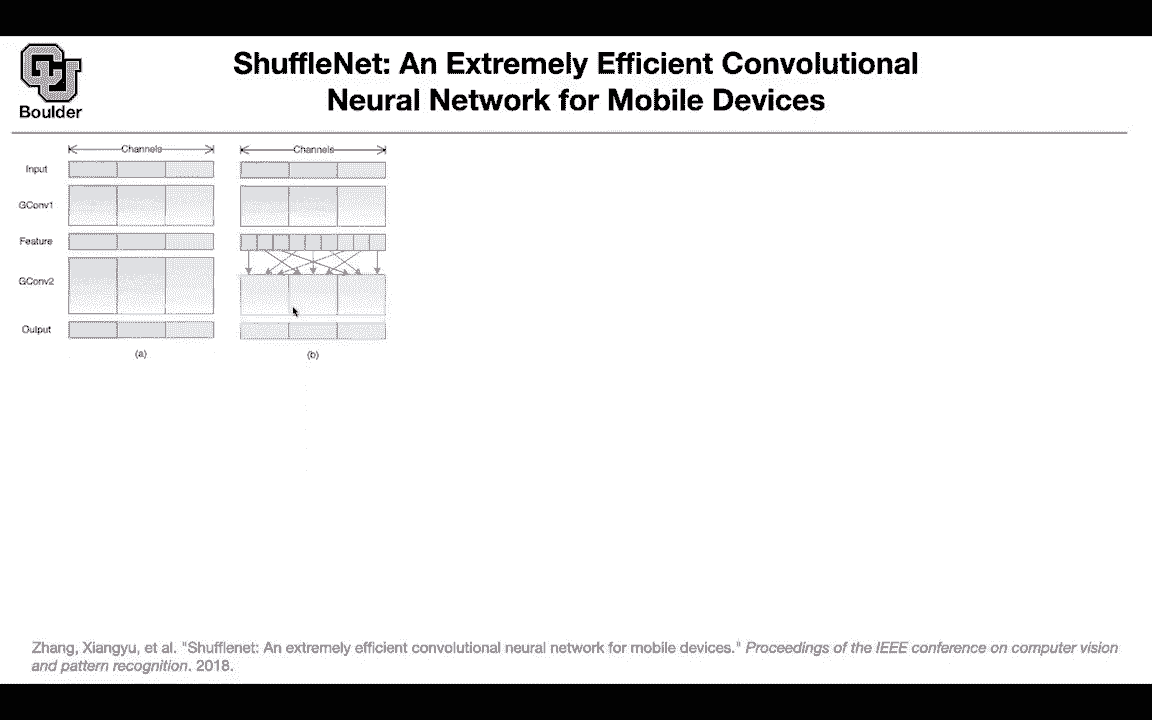 ShuffleNet: An Extremely Efficient Convolutional
Neural Network for Mobile Devices
Boulder
Channels
Channels
Input
GConv1
Feature
GConv2
Output
(a)
(b)
Zhang, Xiangyu, et al. "Shufflenet: An extremely efficient convolutional neural network for mobile devices." Proceedings of the IEEE conference on computer vision
and pattern recognition. 2018.